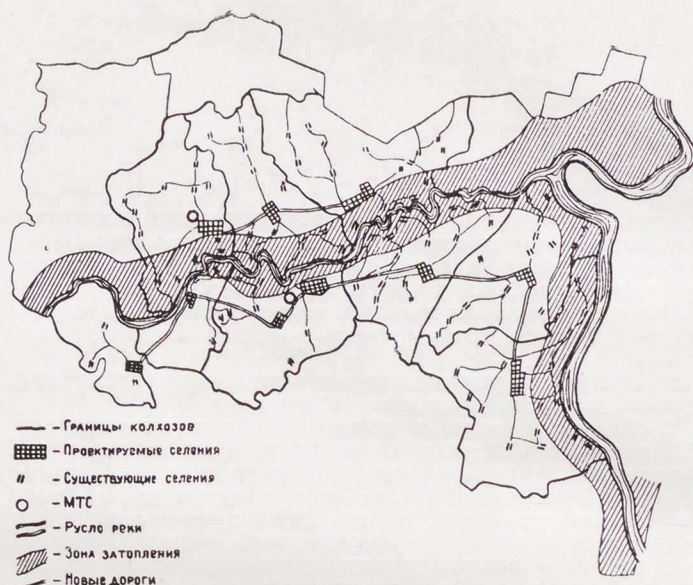 — Границы колхозов
— Проектируемые селения
— Существующие селения
— МТС
— Русло реки
— Зона затопления
— Новые дороги